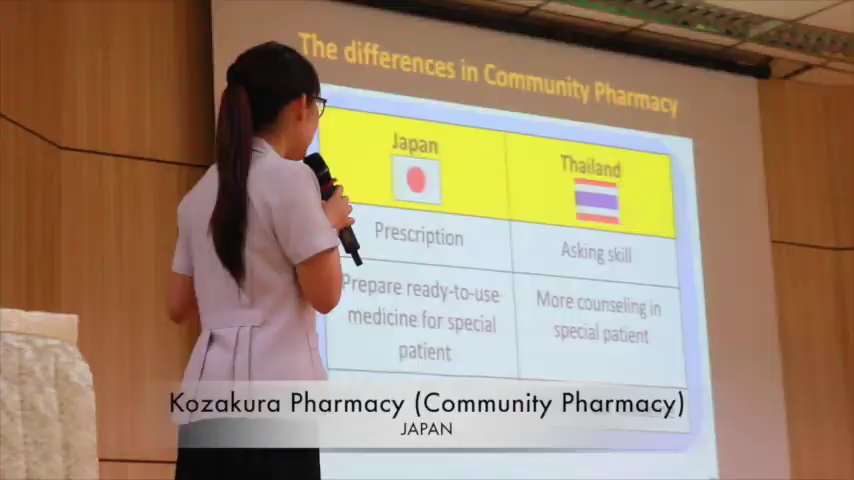 The differences in Community Pharmacy
Japan
Thailand
Prescription
Asking skill
Prepare ready-to-use
medicine for special
patient
More counseling in
special patient
Kozakura Pharmacy (Community Pharmacy)
JAPAN